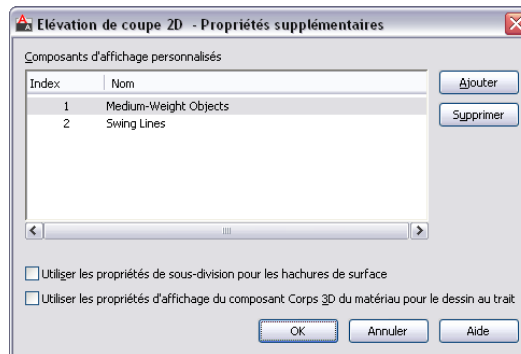 Elévation de coupe 2D - Propriétés supplémentaires
Composants d'affichage personnalisés
Index Nom
1 Medium-Weight Objects
2 Swing Lines
Ajouter
Supprimer
Utiliser les propriétés de sous-division pour les hachures de surface
Utiliser les propriétés d'affichage du composant Corps 3D du matériau pour le dessin au trait
OK Annuler Aide